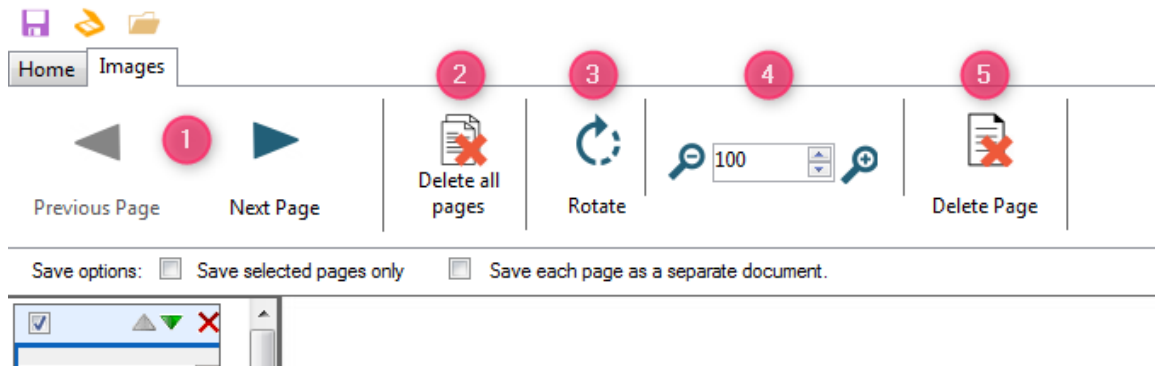 Home Images
2 3 4 5
1
100
Delete all
pages
Previous Page Next Page Rotate Delete Page
Save options: Save selected pages only Save each page as a separate document.